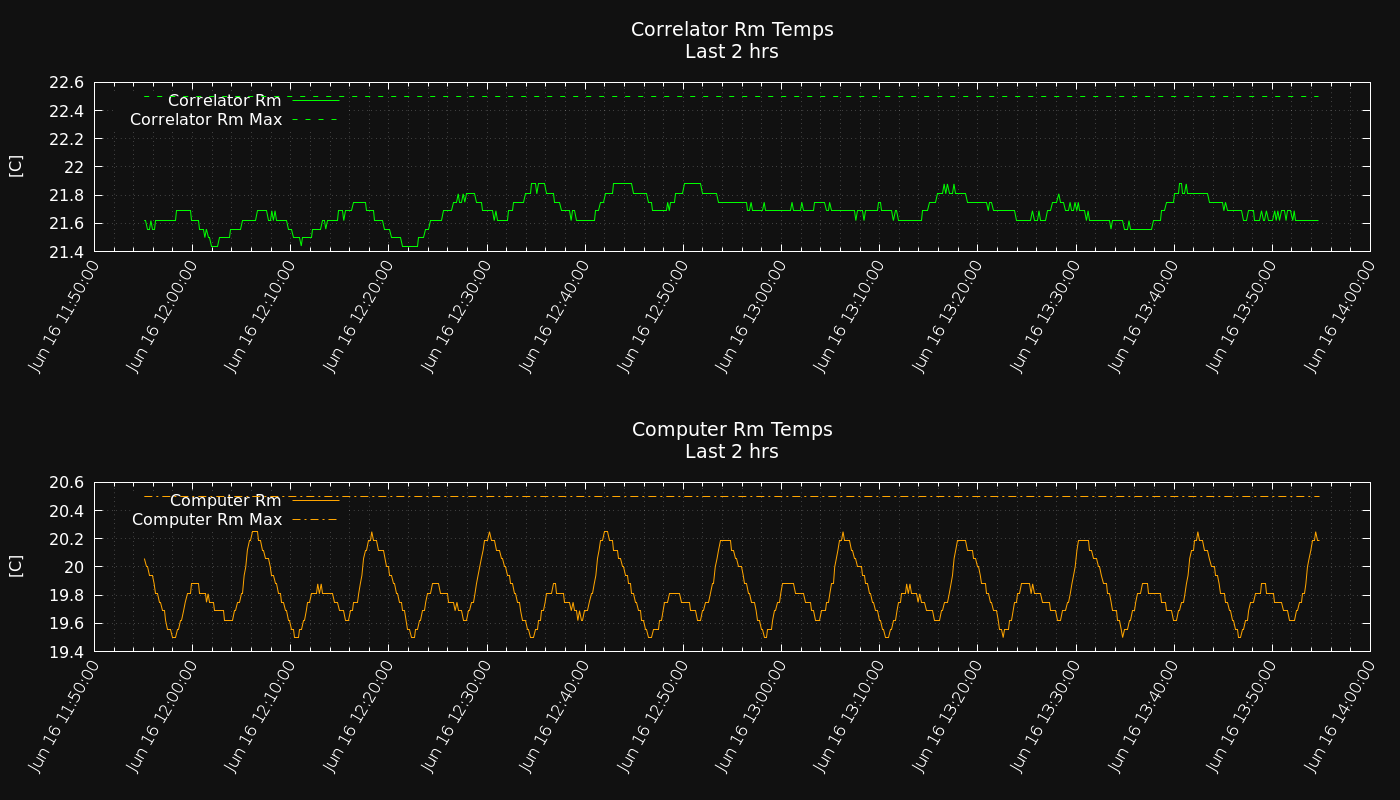 Correlator Rm Temps
Last 2 hrs
[C]
22.6
22.4
22.2
22
21.8
21.6
21.4
Correlator Rm
Correlator Rm Max
Jun 16 11:50:00
Jun 16 12:00:00
Jun 16 12:10:00
Jun 16 12:20:00
Jun 16 12:30:00
Jun 16 12:40:00
Jun 16 12:50:00
Jun 16 13:00:00
Jun 16 13:10:00
Jun 16 13:20:00
Jun 16 13:30:00
Jun 16 13:40:00
Jun 16 13:50:00
Jun 16 14:00:00
Computer Rm Temps
Last 2 hrs
[C]
20.6
20.4
20.2
20
19.8
19.6
19.4
Computer Rm
Computer Rm Max
Jun 16 11:50:00
Jun 16 12:00:00
Jun 16 12:10:00
Jun 16 12:20:00
Jun 16 12:30:00
Jun 16 12:40:00
Jun 16 12:50:00
Jun 16 13:00:00
Jun 16 13:10:00
Jun 16 13:20:00
Jun 16 13:30:00
Jun 16 13:40:00
Jun 16 13:50:00
Jun 16 14:00:00